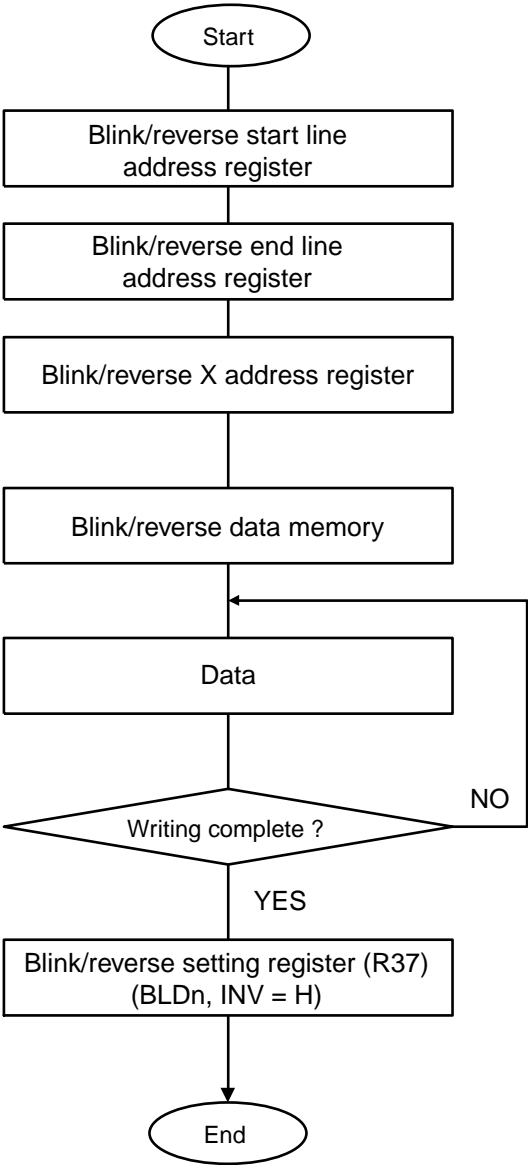 Start
Blink/reverse start line
address register
Blink/reverse end line
address register
Blink/reverse X address register
Blink/reverse data memory
Data
NO
Writing complete ?
YES
Blink/reverse setting register (R37)
(BLDn, INV = H)
End